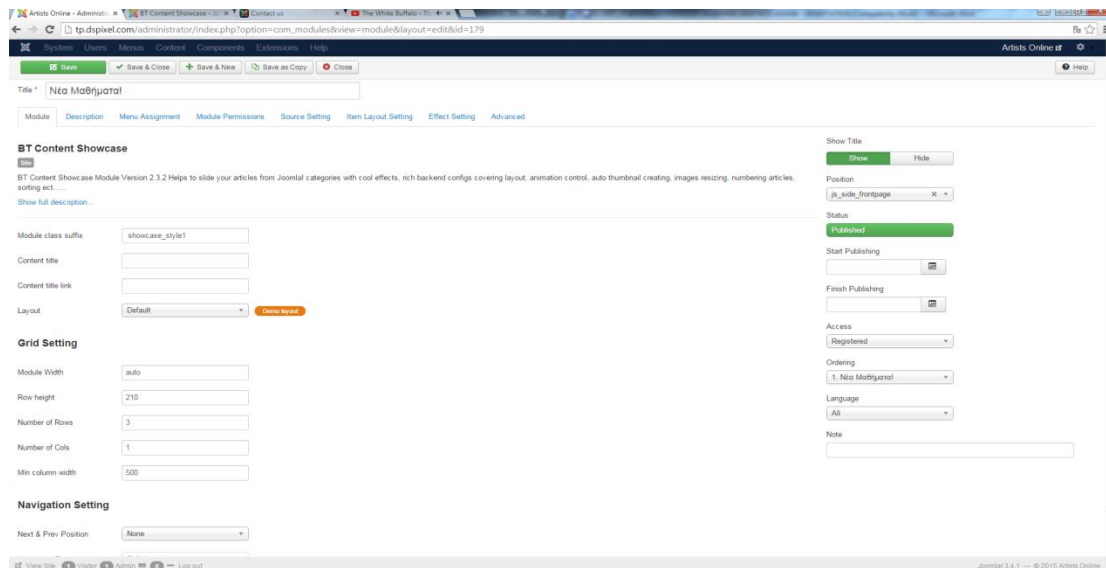 Artists Online - Administra
BT Content Showcase - Jo
Contact us
The White Buffalo - Th
tp.dspixel.com/administrator/index.php?option=com_modules&view=module&layout=edit&id=179
System Users Menus Content Components Extensions Help
Artists Online
Save
Save & Close
Save & New
Save as Copy
Close
Help
Title *
Νέα Μαθήματα!
Module Description Menu Assignment Module Permissions Source Setting Item Layout Setting Effect Setting Advanced
BT Content Showcase
Site
BT Content Showcase Module Version 2.3.2 Helps to slide your articles from Joomla! categories with cool effects, rich backend configs covering layout, animation control, auto thumbnail creating, images resizing, numbering articles,
sorting ect......
Show full description...
Module class suffix
showcase_style1
Content title
Content title link
Layout
Default
Demo layout
Grid Setting
Module Width
auto
Row height
210
Number of Rows
3
Number of Cols
1
Min column width
500
Navigation Setting
Next & Prev Position
None
Show Title
Show
Hide
Position
js_side_frontpage
Status
Published
Start Publishing
Finish Publishing
Access
Registered
Ordering
1. Νέα Μαθήματα!
Language
All
Note
View Site 1 Visitor 1 Admin 0 Log out
Joomla! 3.4.1 — © 2015 Artists Online